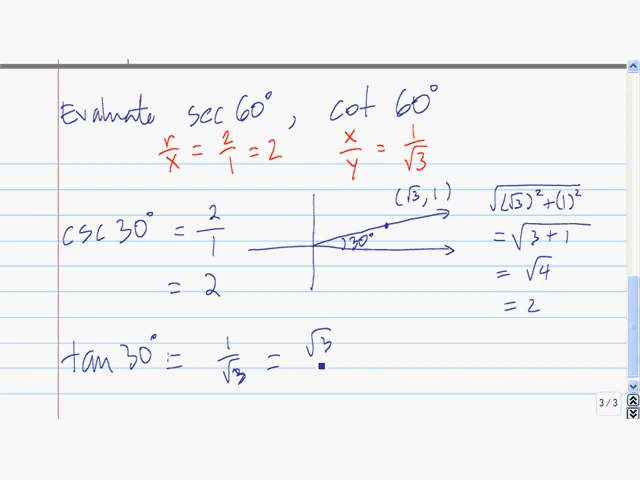 Evaluate sec 60°, cot 60°
r/x = 2/1 = 2
x/y = 1/√3
csc 30° = 2/1
= 2
(√3, 1)
30°
√((√3)² + (1)²)
= √(3 + 1)
= √4
= 2
tan 30° = 1/√3 = √3
3 / 3